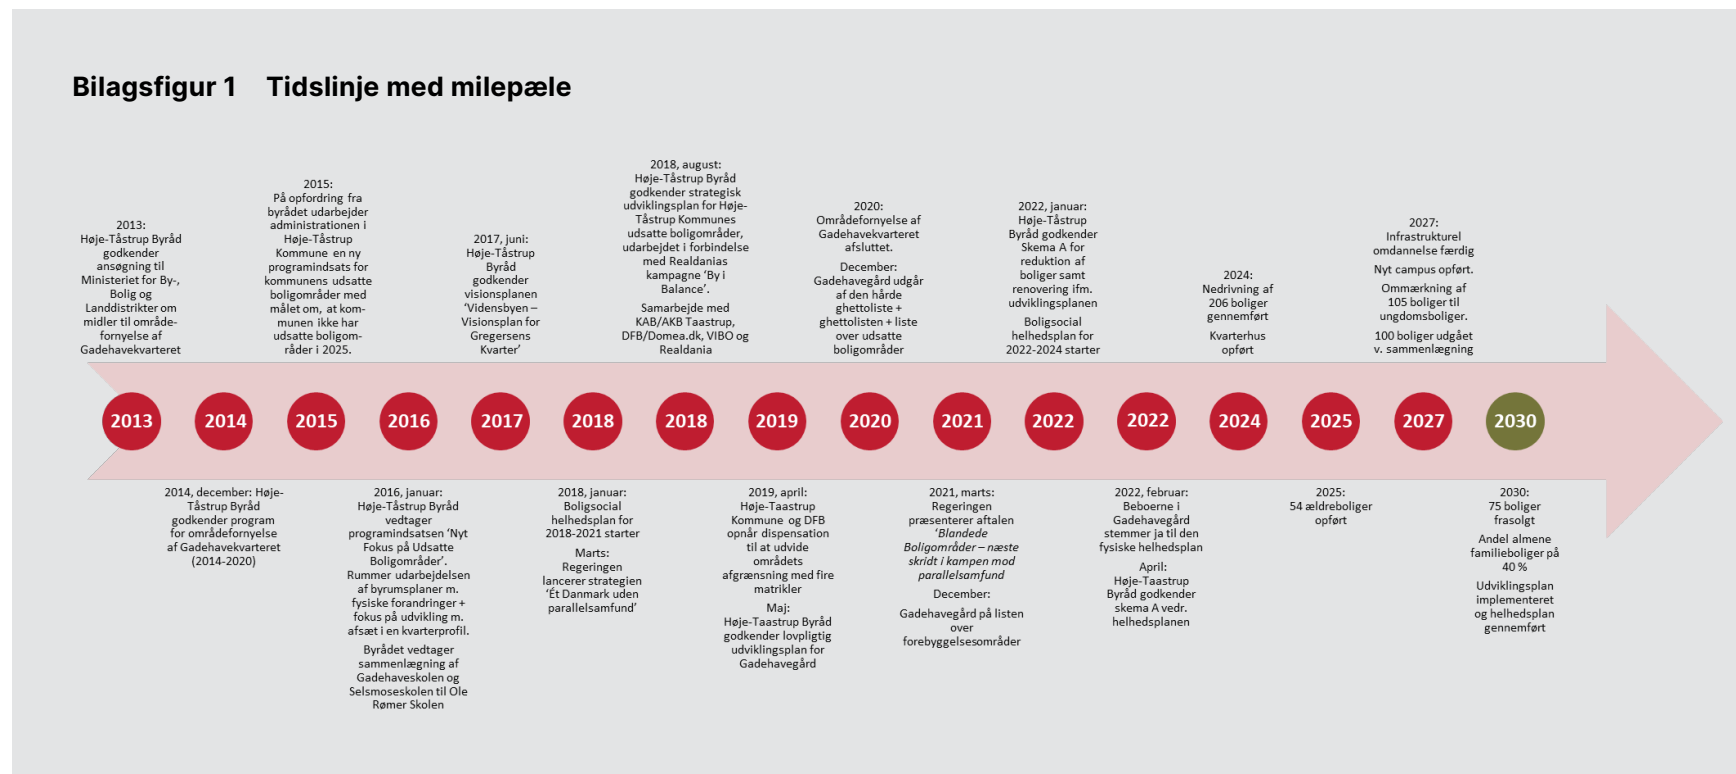 Bilagsfigur 1 Tidslinje med milepæle
2013:
Høje-Tåstrup Byråd
godkender
ansøgning til
Ministeriet for By-,
Bolig og
Landdistrikter om
midler til område-
fornyelse af
Gadehavekvarteret
2015:
På opfordring fra
byrådet udarbejder
administrationen i
Høje-Tåstrup
Kommune en ny
programindsats for
kommunens udsatte
boligområder med
målet om, at kom-
munen ikke har
udsatte boligom-
råder i 2025.
2017, juni:
Høje-Tåstrup
Byråd
godkender
visionsplanen
‘Vidensbyen –
Visionsplan for
Gregersens
Kvarter’
2018, august:
Høje-Tåstrup Byråd
godkender strategisk
udviklingsplan for Høje-
Tåstrup Kommunes
udsatte boligområder,
udarbejdet i forbindelse
med Realdanias
kampagne ‘By i
Balance’.
Samarbejde med
KAB/AKB Taastrup,
DFB/Domea.dk, VIBO og
Realdania
2020:
Områdefornyelse af
Gadehavekvarteret
afsluttet.
December:
Gadehavegård udgår
af den hårde
ghettoliste +
ghettolisten + liste
over udsatte
boligområder
2022, januar:
Høje-Tåstrup
Byråd godkender
Skema A for
reduktion af
boliger samt
renovering ifm.
udviklingsplanen
Boligsocial
helhedsplan for
2022-2024 starter
2024:
Nedrivning af
206 boliger
gennemført
Kvarterhus
opført
2027:
Infrastrukturel
omdannelse færdig
Nyt campus opført.
Ommærkning af
105 boliger til
ungdomsboliger.
100 boliger udgået
v. sammenlægning
2013 2014 2015 2016 2017 2018 2018 2019 2020 2021 2022 2022 2024 2025 2027 2030
2014, december: Høje-
Tåstrup Byråd
godkender program
for områdefornyelse
af Gadehavekvarteret
(2014-2020)
2016, januar:
Høje-Tåstrup Byråd
vedtager
programindsatsen ‘Nyt
Fokus på Udsatte
Boligområder’.
Rummer udarbejdelsen
af byrumsplaner m.
fysiske forandringer +
fokus på udvikling m.
afsæt i en kvarterprofil.
Byrådet vedtager
sammenlægning af
Gadehaveskolen og
Selsmoseskolen til Ole
Rømer Skolen
2018, januar:
Boligsocial
helhedsplan for
2018-2021 starter
Marts:
Regeringen
lancerer strategien
‘Ét Danmark uden
parallelsamfund’
2019, april:
Høje-Taastrup
Kommune og DFB
opnår dispensation
til at udvide
områdets
afgrænsning med fire
matrikler
Maj:
Høje-Taastrup Byråd
godkender lovpligtig
udviklingsplan for
Gadehavegård
2021, marts:
Regeringen
præsenterer aftalen
‘Blandede
Boligområder – næste
skridt i kampen mod
parallelsamfund
December:
Gadehavegård på listen
over
forebyggelsesområder
2022, februar:
Beboerne i
Gadehavegård
stemmer ja til den
fysiske helhedsplan
April:
Høje-Taastrup
Byråd godkender
skema A vedr.
helhedsplanen
2025:
54 ældreboliger
opført
2030:
75 boliger
frasolgt
Andel almene
familieboliger på
40 %
Udviklingsplan
implementeret
og helhedsplan
gennemført